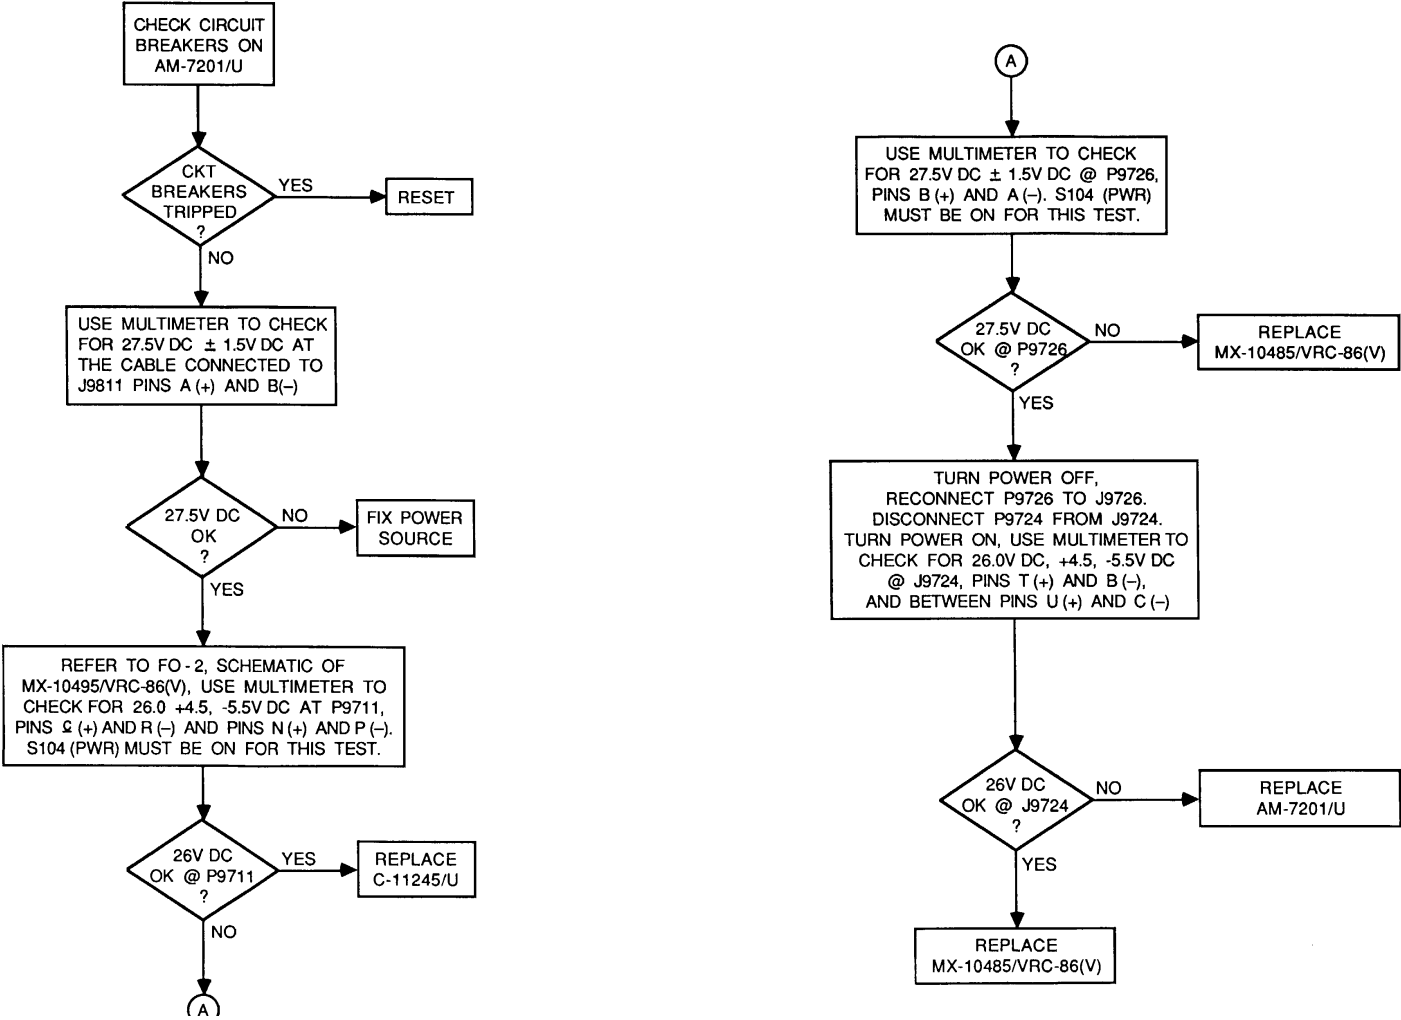 CHECK CIRCUIT
BREAKERS ON
AM-7201/U
CKT
BREAKERS
TRIPPED
?
YES
RESET
NO
USE MULTIMETER TO CHECK
FOR 27.5V DC ± 1.5V DC AT
THE CABLE CONNECTED TO
J9811 PINS A (+) AND B(–)
27.5V DC
OK
?
NO
FIX POWER
SOURCE
YES
REFER TO FO-2, SCHEMATIC OF
MX-10495/VRC-86(V), USE MULTIMETER TO
CHECK FOR 26.0 +4.5, -5.5V DC AT P9711,
PINS (+) AND R (–) AND PINS N (+) AND P (–).
S104 (PWR) MUST BE ON FOR THIS TEST.
26V DC
OK @ P9711
?
YES
REPLACE
C-11245/U
NO
A
A
USE MULTIMETER TO CHECK
FOR 27.5V DC ± 1.5V DC @ P9726,
PINS B (+) AND A (–). S104 (PWR)
MUST BE ON FOR THIS TEST.
27.5V DC
OK @ P9726
?
NO
REPLACE
MX-10485/VRC-86(V)
YES
TURN POWER OFF,
RECONNECT P9726 TO J9726.
DISCONNECT P9724 FROM J9724.
TURN POWER ON, USE MULTIMETER TO
CHECK FOR 26.0V DC, +4.5, -5.5V DC
@ J9724, PINS T (+) AND B (–),
AND BETWEEN PINS U (+) AND C (–)
26V DC
OK @ J9724
?
NO
REPLACE
AM-7201/U
YES
REPLACE
MX-10485/VRC-86(V)